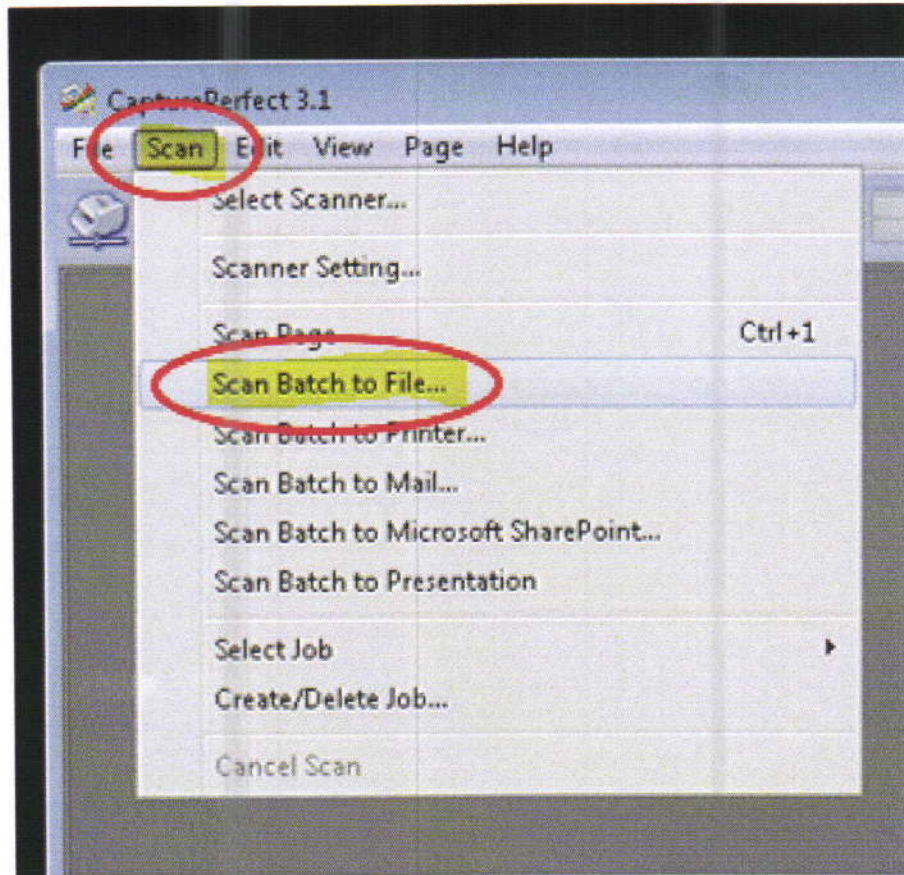 CapturePerfect 3.1
File Scan Edit View Page Help
Select Scanner...
Scanner Setting...
Scan Page Ctrl+1
Scan Batch to File...
Scan Batch to Printer...
Scan Batch to Mail...
Scan Batch to Microsoft SharePoint...
Scan Batch to Presentation
Select Job
Create/Delete Job...
Cancel Scan